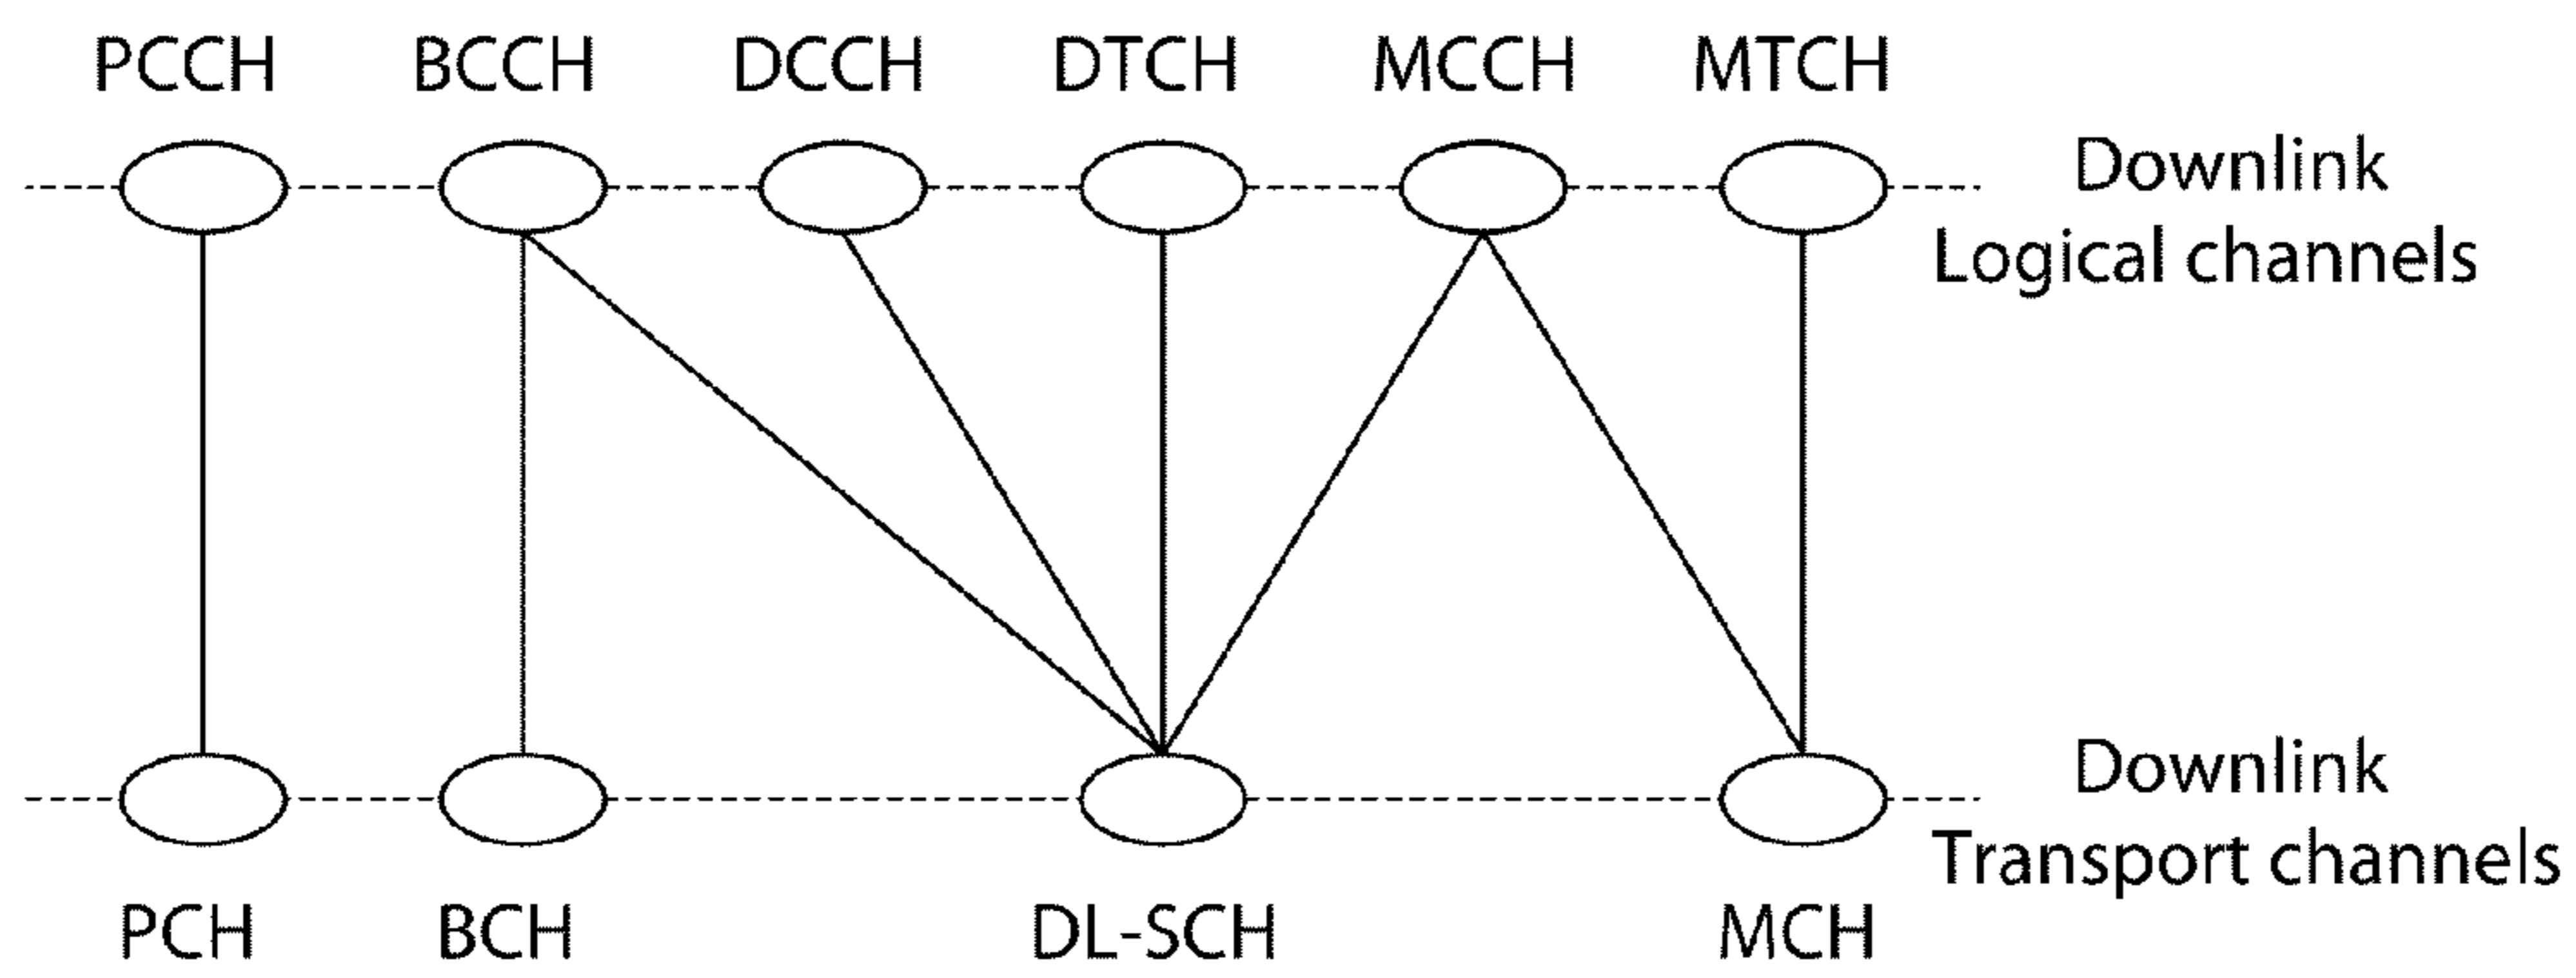 PCCH BCCH DCCH DTCH MCCH MTCH
Downlink
Logical channels
Downlink
Transport channels
PCH BCH DL-SCH MCH